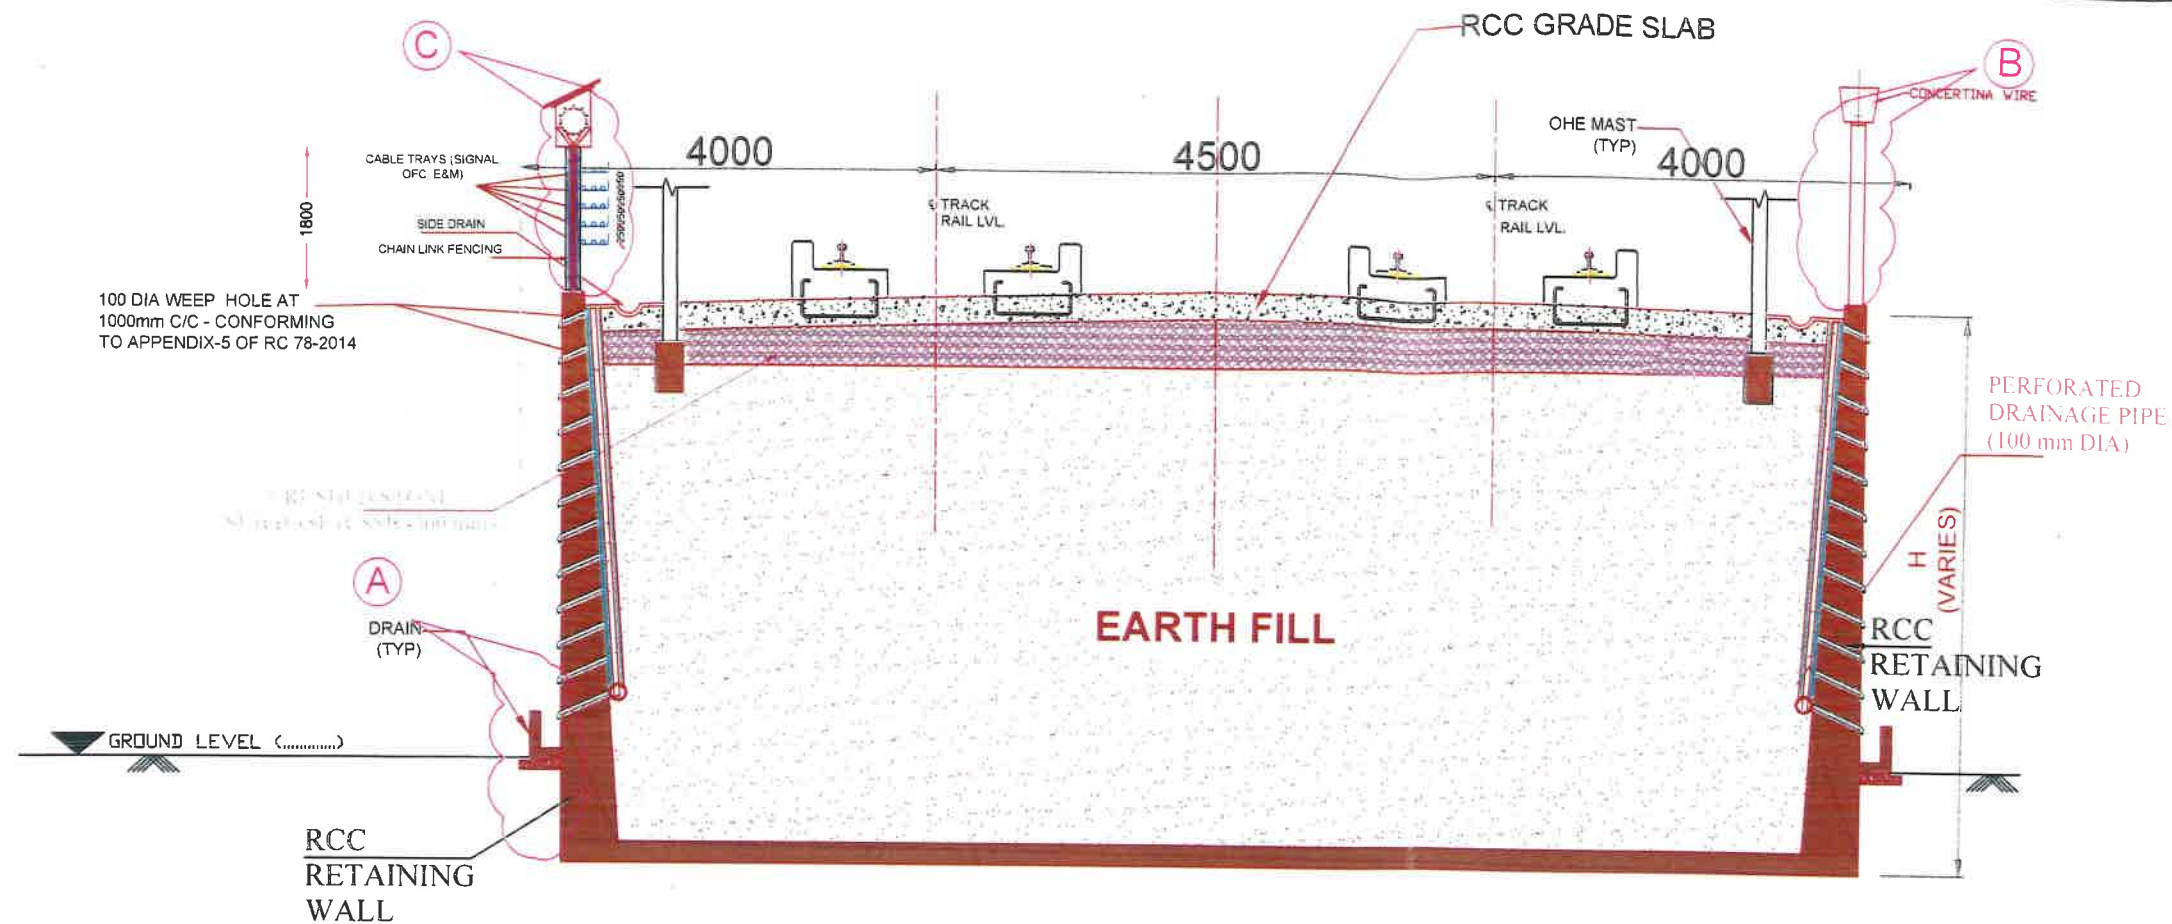 RCC GRADE SLAB
C
B
CONCERTINA WIRE
OHE MAST
(TYP)
4000
4500
4000
CABLE TRAYS (SIGNAL
OFC, E&M)
1800
℄ TRACK
RAIL LVL.
℄ TRACK
RAIL LVL.
SIDE DRAIN
CHAIN LINK FENCING
100 DIA WEEP HOLE AT
1000mm C/C - CONFORMING
TO APPENDIX-5 OF RC 78-2014
PERFORATED
DRAINAGE PIPE
(100 mm DIA)
H
(VARIES)
A
DRAIN
(TYP)
EARTH FILL
RCC
RETAINING
WALL
GROUND LEVEL (.............)
RCC
RETAINING
WALL